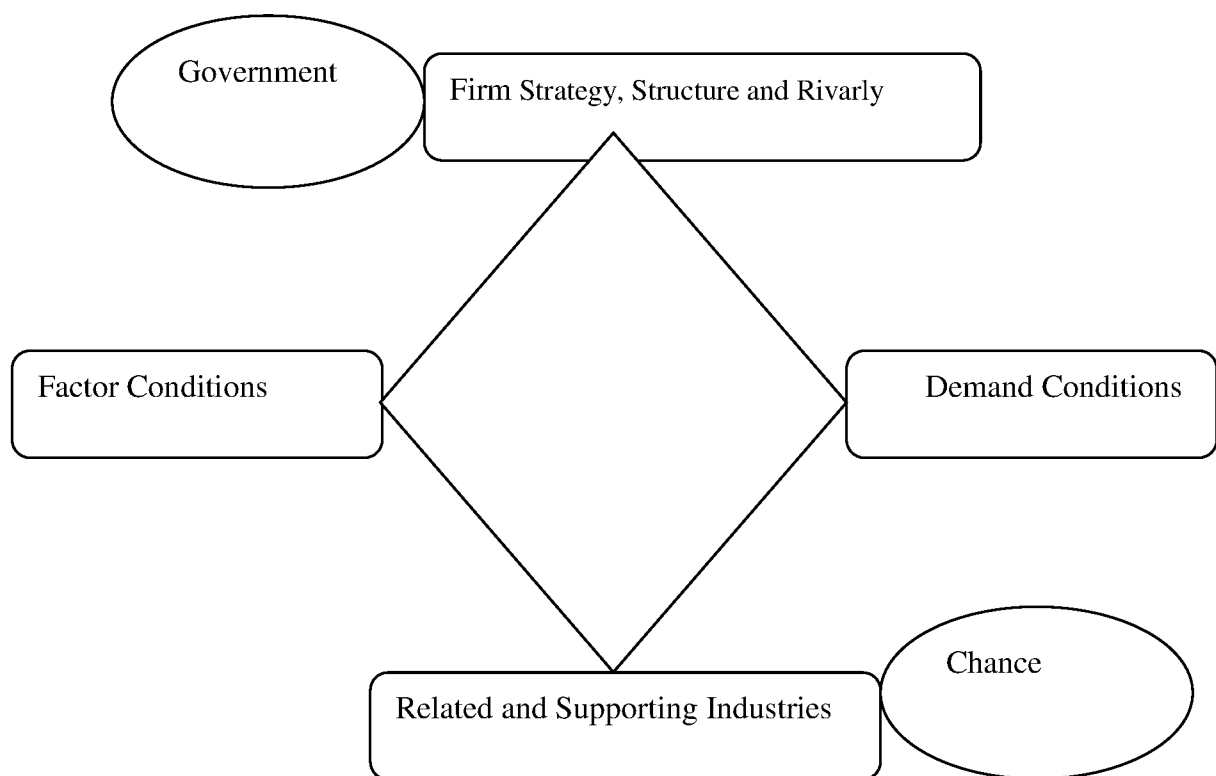 Government
Firm Strategy, Structure and Rivarly
Factor Conditions
Demand Conditions
Chance
Related and Supporting Industries